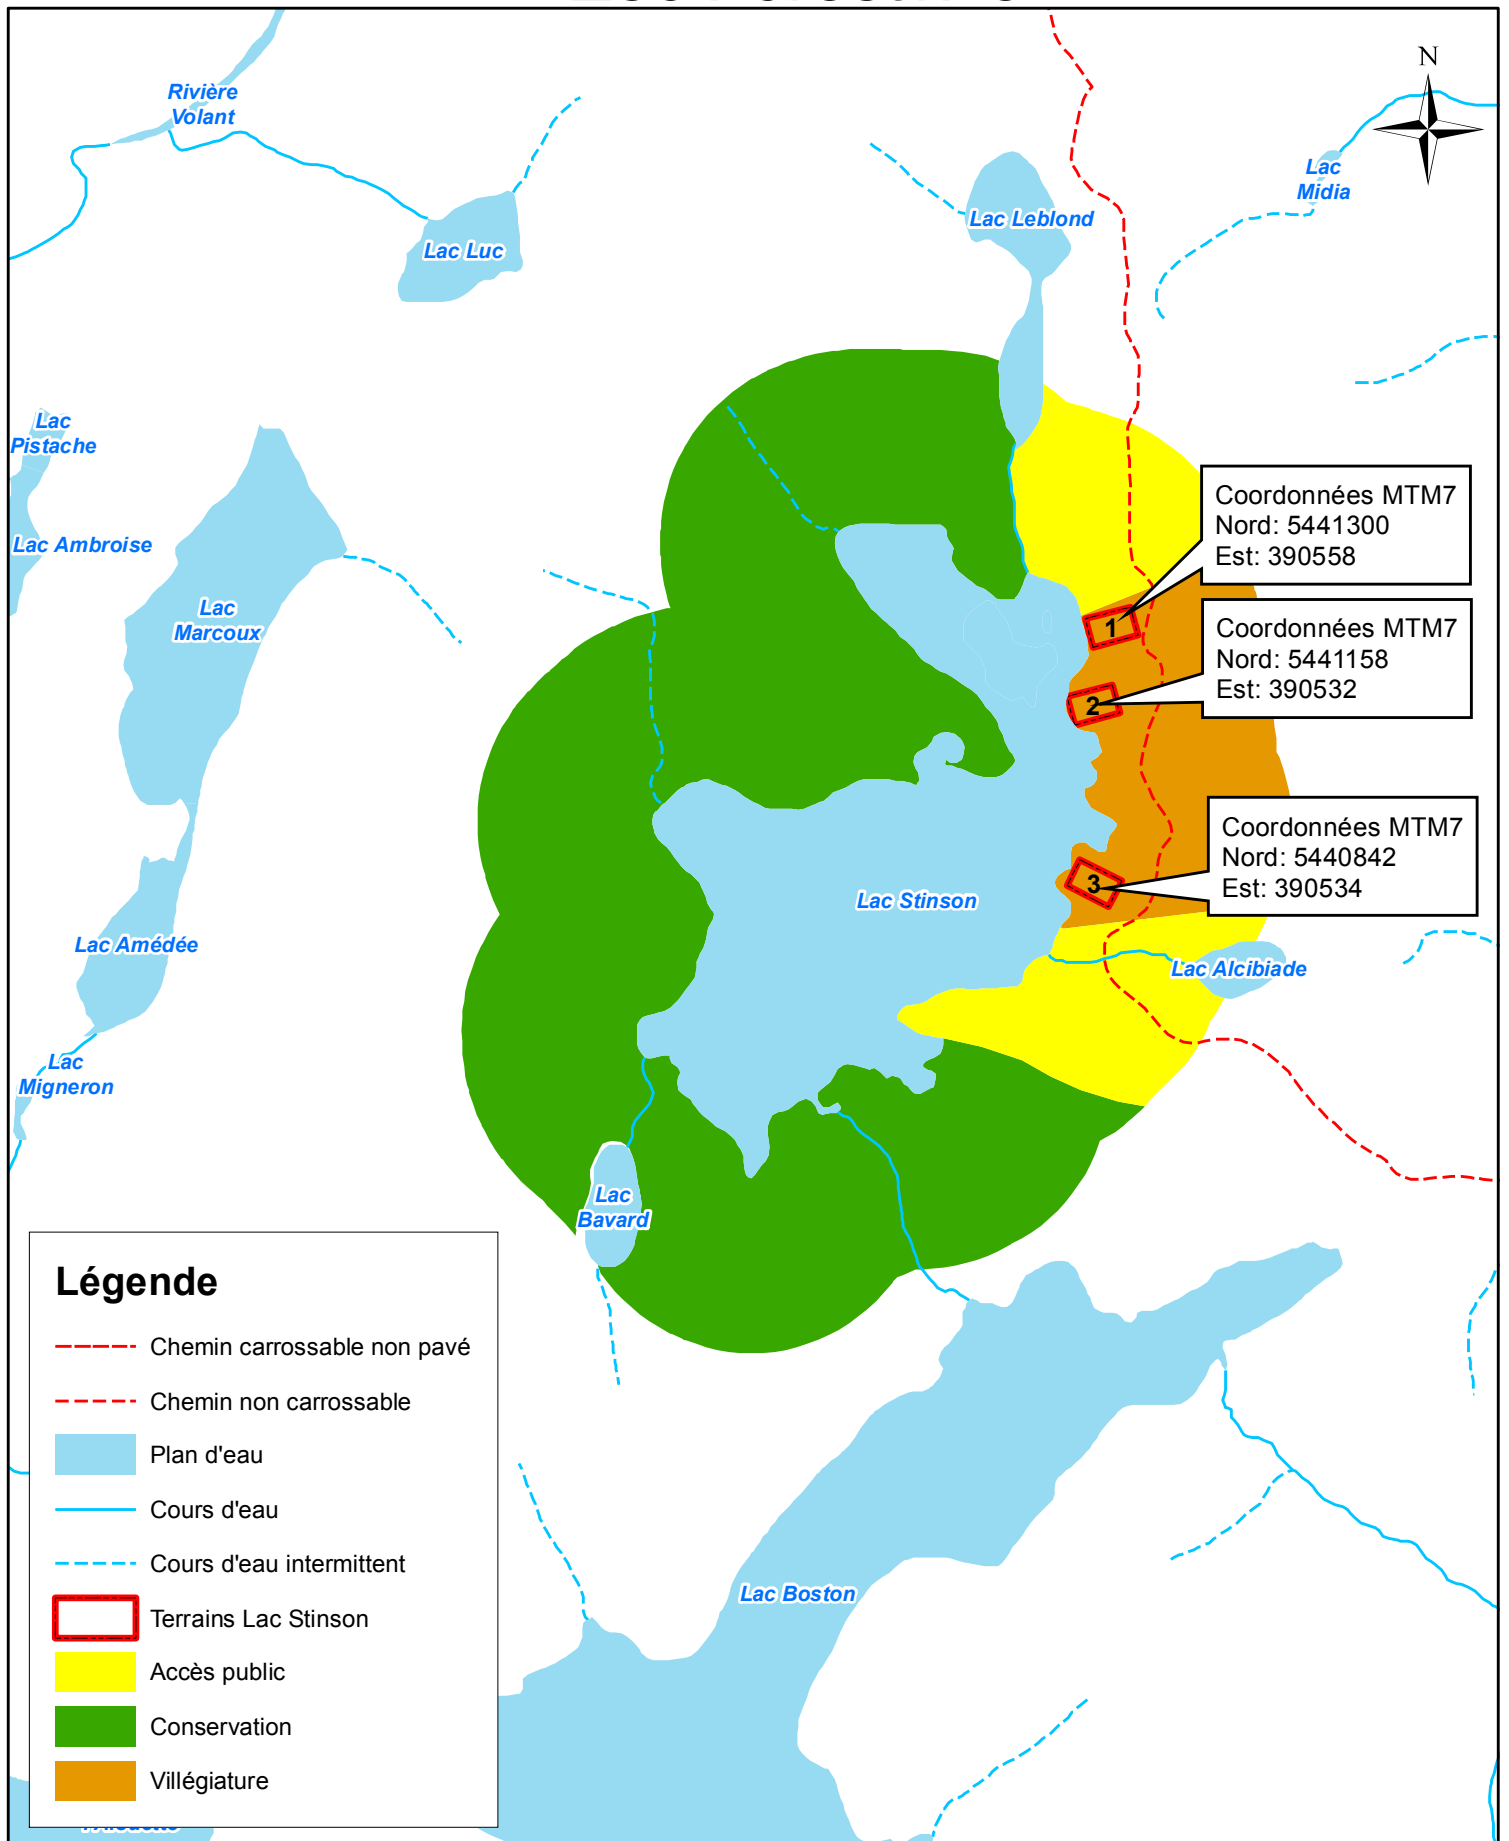 N
Rivière
Volant
Lac
Midia
Lac Leblond
Lac Luc
Lac
Pistache
Lac Ambroise
Lac
Marcoux
Coordonnées MTM7
Nord: 5441300
Est: 390558
1
Coordonnées MTM7
Nord: 5441158
Est: 390532
2
Coordonnées MTM7
Nord: 5440842
Est: 390534
3
Lac Stinson
Lac Amédée
Lac Alcibiade
Lac
Migneron
Lac
Bavard
Lac Boston
Légende
Chemin carrossable non pavé
Chemin non carrossable
Plan d'eau
Cours d'eau
Cours d'eau intermittent
Terrains Lac Stinson
Accès public
Conservation
Villégiature